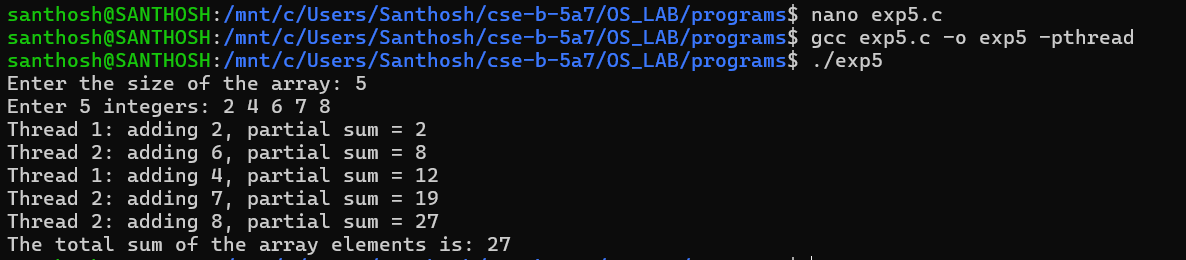 santhosh@SANTHOSH:/mnt/c/Users/Santhosh/cse-b-5a7/OS_LAB/programs$ nano exp5.c
santhosh@SANTHOSH:/mnt/c/Users/Santhosh/cse-b-5a7/OS_LAB/programs$ gcc exp5.c -o exp5 -pthread
santhosh@SANTHOSH:/mnt/c/Users/Santhosh/cse-b-5a7/OS_LAB/programs$ ./exp5
Enter the size of the array: 5
Enter 5 integers: 2 4 6 7 8
Thread 1: adding 2, partial sum = 2
Thread 2: adding 6, partial sum = 8
Thread 1: adding 4, partial sum = 12
Thread 2: adding 7, partial sum = 19
Thread 2: adding 8, partial sum = 27
The total sum of the array elements is: 27